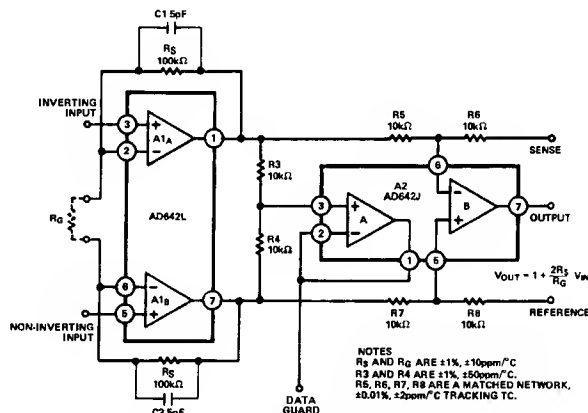 C1 5pF
RS
100kΩ
INVERTING
INPUT
3
+
A1A
1
2
−
R5
10kΩ
R6
10kΩ
SENSE
6
R3
10kΩ
A2
AD642J
RG
AD642L
3
+
A
2
−
−
B
+
7
OUTPUT
R4
10kΩ
1
5
VOUT = 1 + 2RS/RG VIN
6
−
A1B
7
5
+
NON-INVERTING
INPUT
R7
10kΩ
R8
10kΩ
REFERENCE
RS
100kΩ
DATA
GUARD
NOTES
RS AND RG ARE ±1%, ±10ppm/°C.
R3 AND R4 ARE ±1%, ±50ppm/°C.
R5, R6, R7, R8 ARE A MATCHED NETWORK,
±0.01%, ±2ppm/°C TRACKING TC.